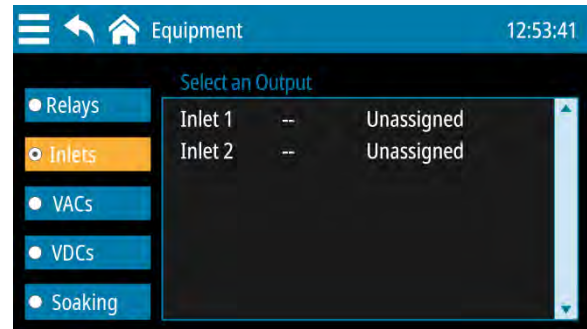 Equipment 12:53:41
Select an Output
Relays
Inlets
VACs
VDCs
Soaking
Inlet 1 -- Unassigned
Inlet 2 -- Unassigned